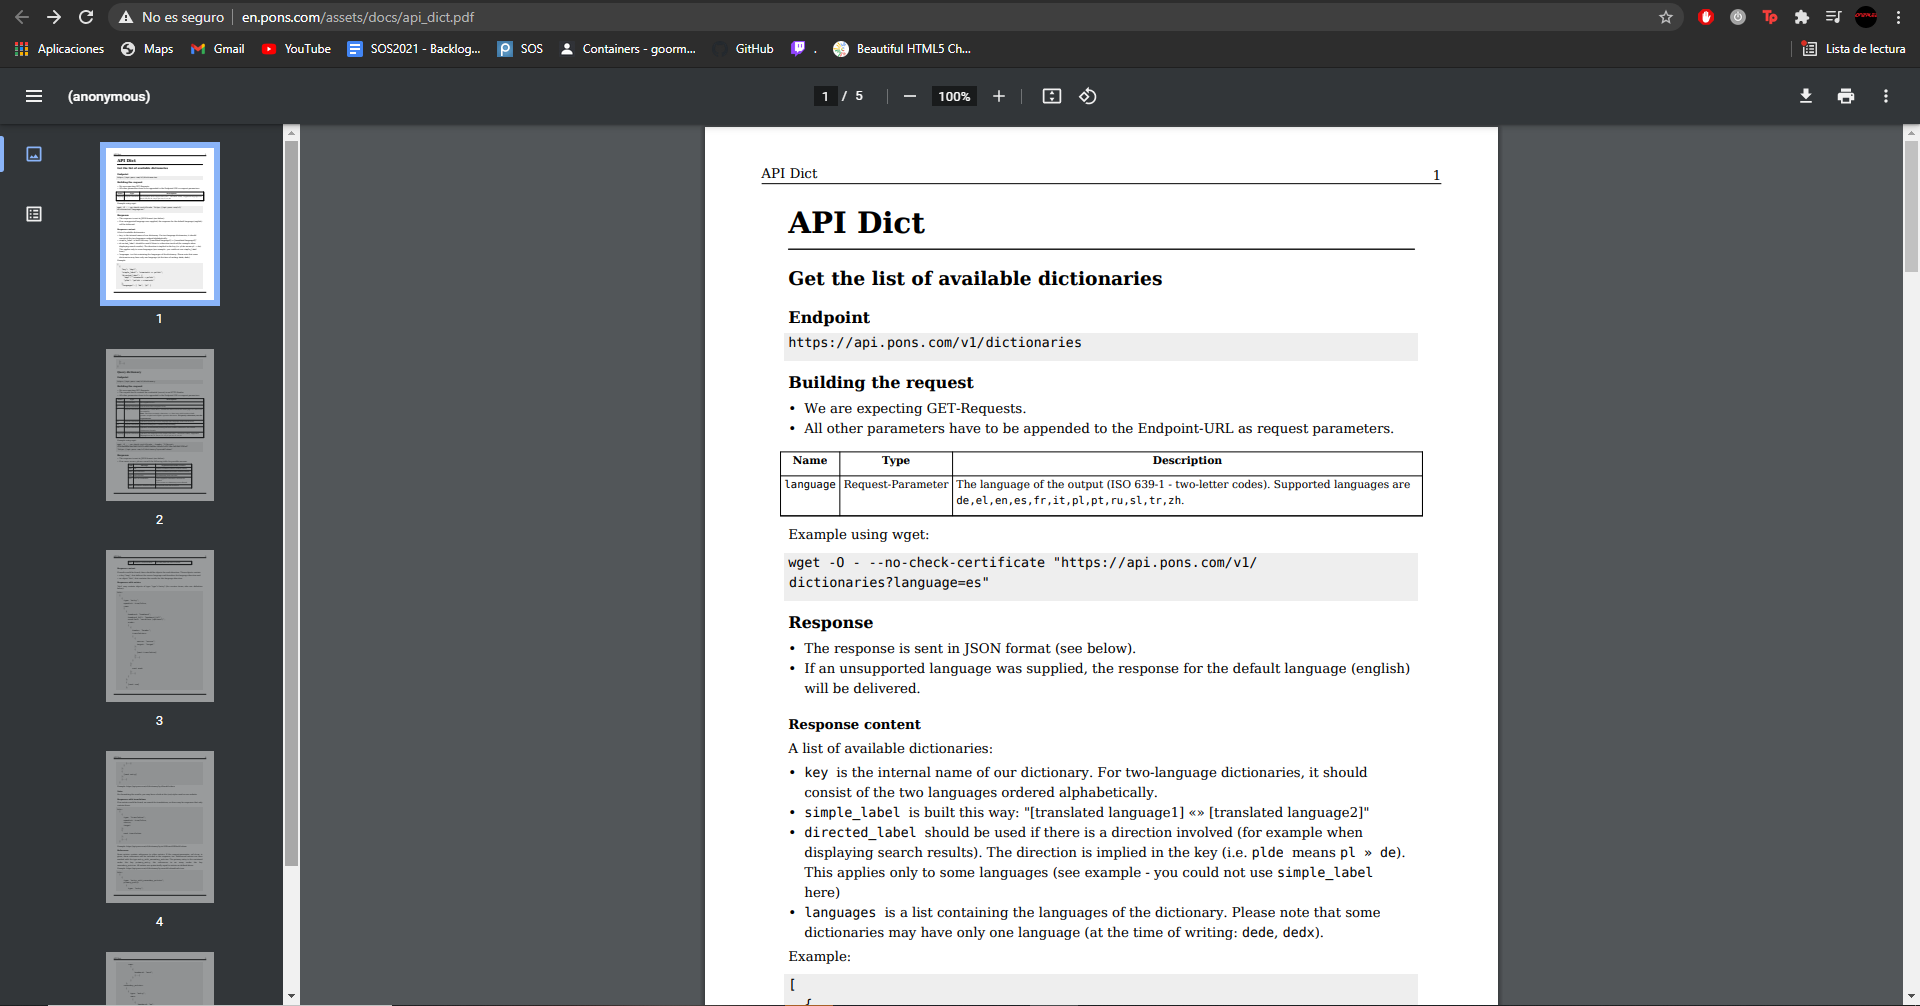 No es seguro | en.pons.com/assets/docs/api_dict.pdf
Aplicaciones Maps Gmail YouTube SOS2021 - Backlog... SOS Containers - goorm... GitHub . Beautiful HTML5 Ch... Lista de lectura
(anonymous) 1 / 5 100%
1
2
3
4
API Dict 1
API Dict
Get the list of available dictionaries
Endpoint
https://api.pons.com/v1/dictionaries
Building the request
• We are expecting GET-Requests.
• All other parameters have to be appended to the Endpoint-URL as request parameters.
Name Type Description
language Request-Parameter The language of the output (ISO 639-1 - two-letter codes). Supported languages are
de,el,en,es,fr,it,pl,pt,ru,sl,tr,zh.
Example using wget:
wget -O - --no-check-certificate "https://api.pons.com/v1/
dictionaries?language=es"
Response
• The response is sent in JSON format (see below).
• If an unsupported language was supplied, the response for the default language (english)
will be delivered.
Response content
A list of available dictionaries:
• key is the internal name of our dictionary. For two-language dictionaries, it should
consist of the two languages ordered alphabetically.
• simple_label is built this way: "[translated language1] «» [translated language2]"
• directed_label should be used if there is a direction involved (for example when
displaying search results). The direction is implied in the key (i.e. plde means pl » de).
This applies only to some languages (see example - you could not use simple_label
here)
• languages is a list containing the languages of the dictionary. Please note that some
dictionaries may have only one language (at the time of writing: dede, dedx).
Example:
[
{